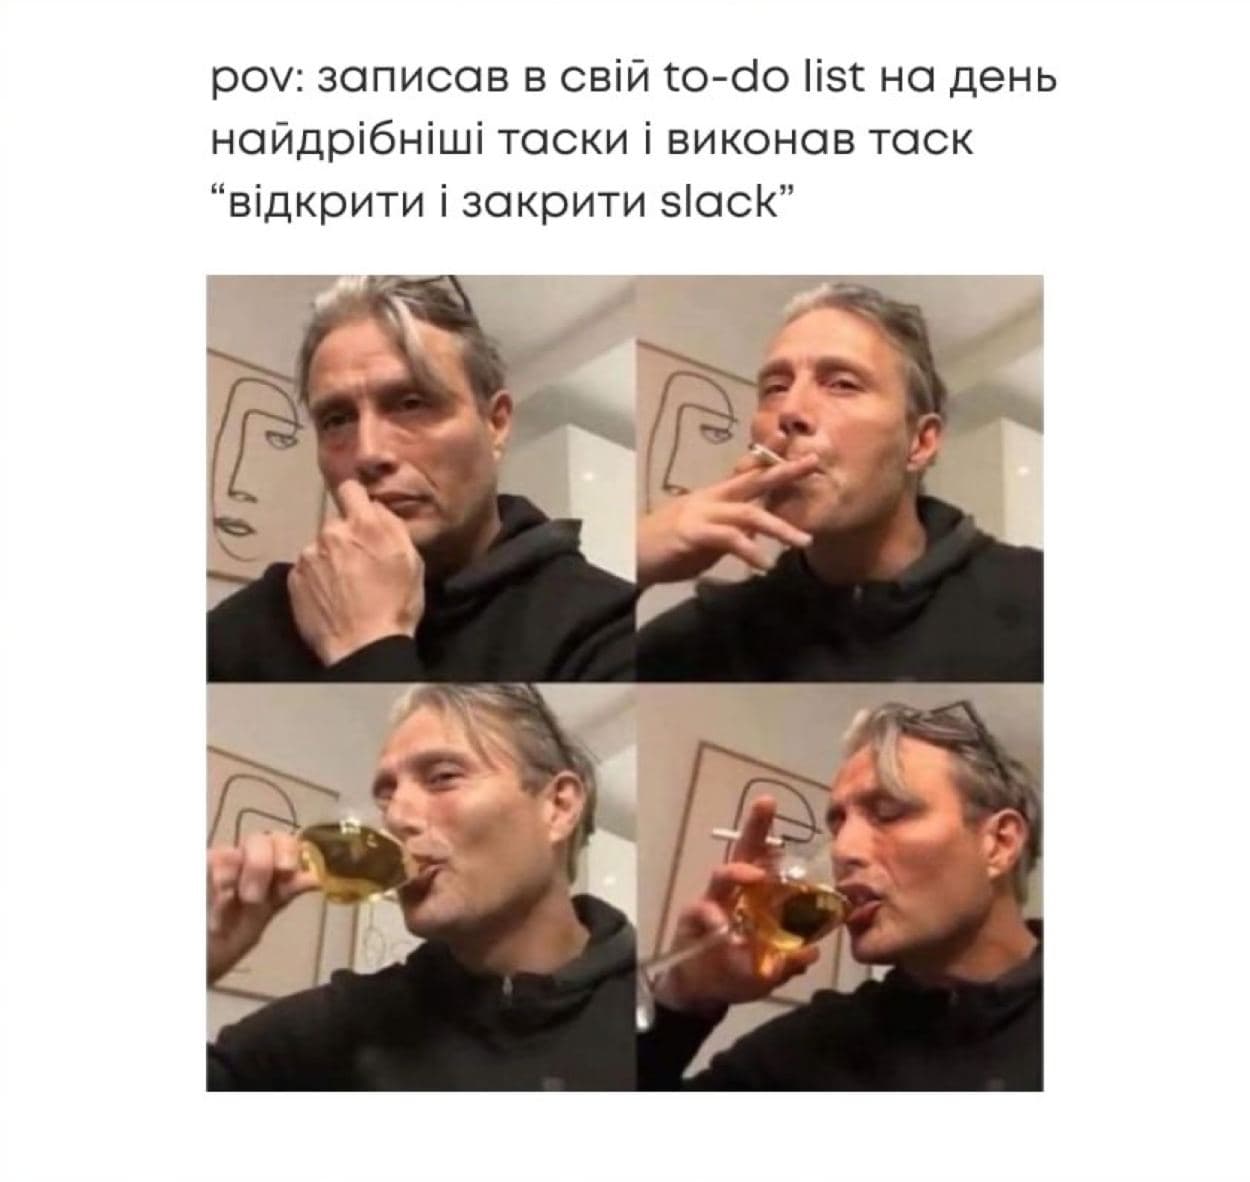 pov: записав в свій to-do list на день
найдрібніші таски і виконав таск
“відкрити і закрити slack”